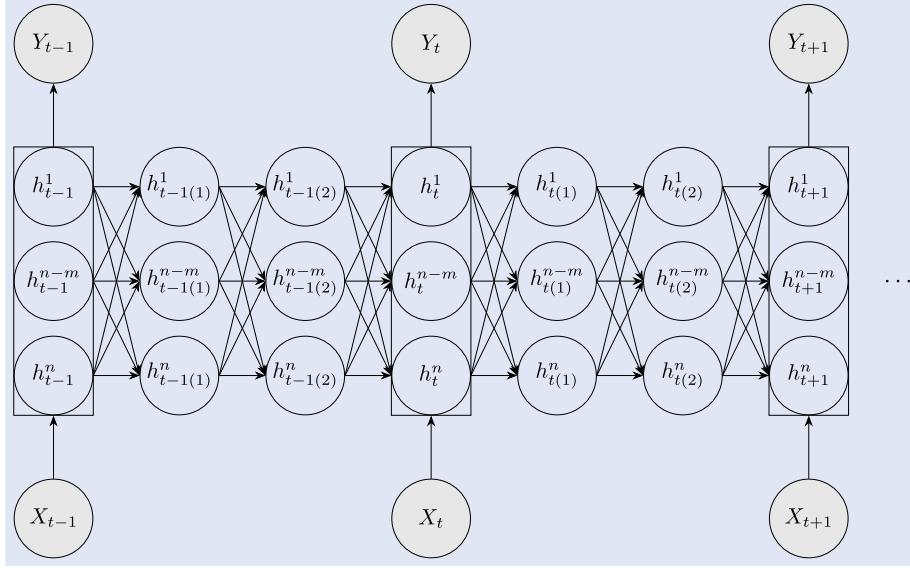 Y_{t−1} Y_t Y_{t+1}
h^1_{t−1} h^1_{t−1(1)} h^1_{t−1(2)} h^1_t h^1_{t(1)} h^1_{t(2)} h^1_{t+1}
h^{n−m}_{t−1} h^{n−m}_{t−1(1)} h^{n−m}_{t−1(2)} h^{n−m}_t h^{n−m}_{t(1)} h^{n−m}_{t(2)} h^{n−m}_{t+1} ...
h^n_{t−1} h^n_{t−1(1)} h^n_{t−1(2)} h^n_t h^n_{t(1)} h^n_{t(2)} h^n_{t+1}
X_{t−1} X_t X_{t+1}